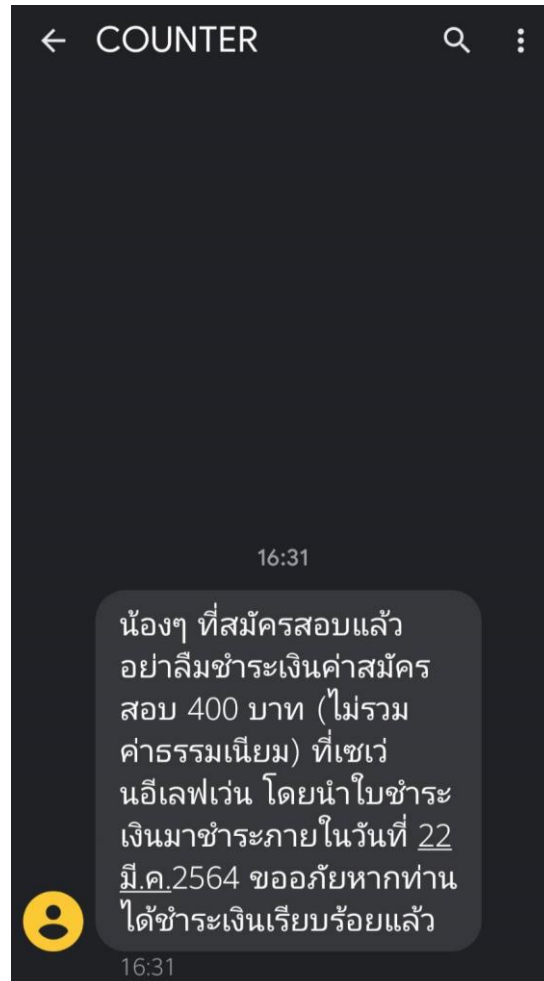 COUNTER
16:31
น้องๆ ที่สมัครสอบแล้ว
อย่าลืมชำระเงินค่าสมัคร
สอบ 400 บาท (ไม่รวม
ค่าธรรมเนียม) ที่เซเว่
นอีเลฟเว่น โดยนำใบชำระ
เงินมาชำระภายในวันที่ 22
มี.ค.2564 ขออภัยหากท่าน
ได้ชำระเงินเรียบร้อยแล้ว
16:31